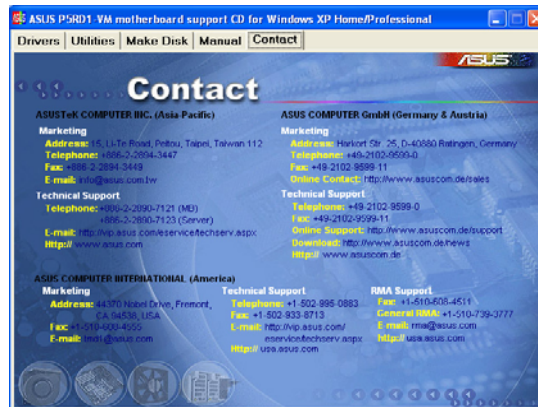 ASUS P5RD1-VM motherboard support CD for Windows XP Home/Professional
Drivers Utilities Make Disk Manual Contact
ASUS
Contact
ASUSTeK COMPUTER INC. (Asia-Pacific)
Marketing
Address: 15, Li-Te Road, Peitou, Taipei, Taiwan 112
Telephone: +886-2-2894-3447
Fax: +886-2-2894-3449
E-mail: info@asus.com.tw
Technical Support
Telephone: +886-2-2890-7121 (MB)
+886-2-2890-7123 (Server)
E-mail: http://vip.asus.com/eservice/techserv.aspx
Http:// www.asus.com
ASUS COMPUTER GmbH (Germany & Austria)
Marketing
Address: Harkort Str. 25, D-40880 Ratingen, Germany
Telephone: +49-2102-9599-0
Fax: +49-2102-9599-11
Online Contact: http://www.asuscom.de/sales
Technical Support
Telephone: +49-2102-9599-0
Fax: +49-2102-9599-11
Online Support: http://www.asuscom.de/support
Download: http://www.asuscom.de/news
Http:// www.asuscom.de
ASUS COMPUTER INTERNATIONAL (America)
Marketing
Address: 44370 Nobel Drive, Fremont,
CA 94538, USA
Fax: +1-510-608-4555
E-mail: tmd1@asus.com
Technical Support
Telephone: +1-502-995-0883
Fax: +1-502-933-8713
E-mail: http://vip.asus.com/
eservice/techserv.aspx
Http:// usa.asus.com
RMA Support
Fax: +1-510-608-4511
General RMA: +1-510-739-3777
E-mail: rma@asus.com
http:// usa.asus.com